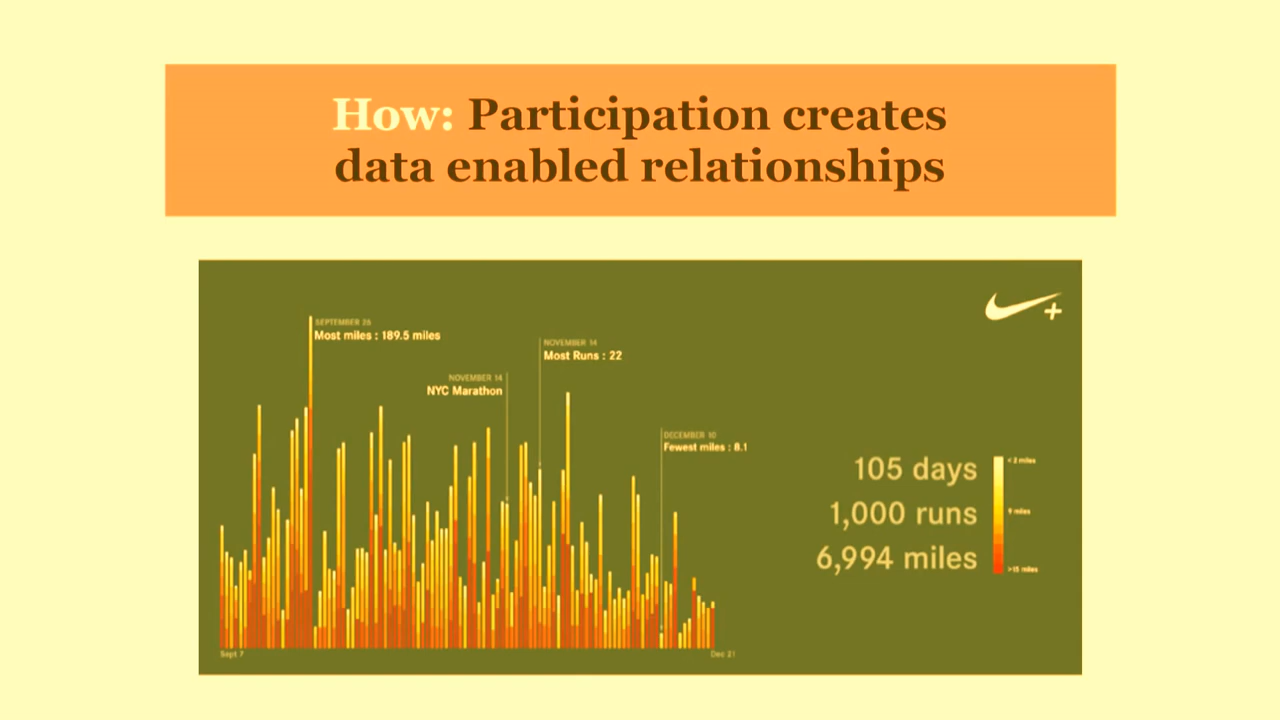 How: Participation creates
data enabled relationships
SEPTEMBER 26
Most miles : 189.5 miles
NOVEMBER 14
Most Runs : 22
NOVEMBER 14
NYC Marathon
DECEMBER 10
Fewest miles : 8.1
105 days
1,000 runs
6,994 miles
< 2 miles
9 miles
>15 miles
Sept 7
Dec 21